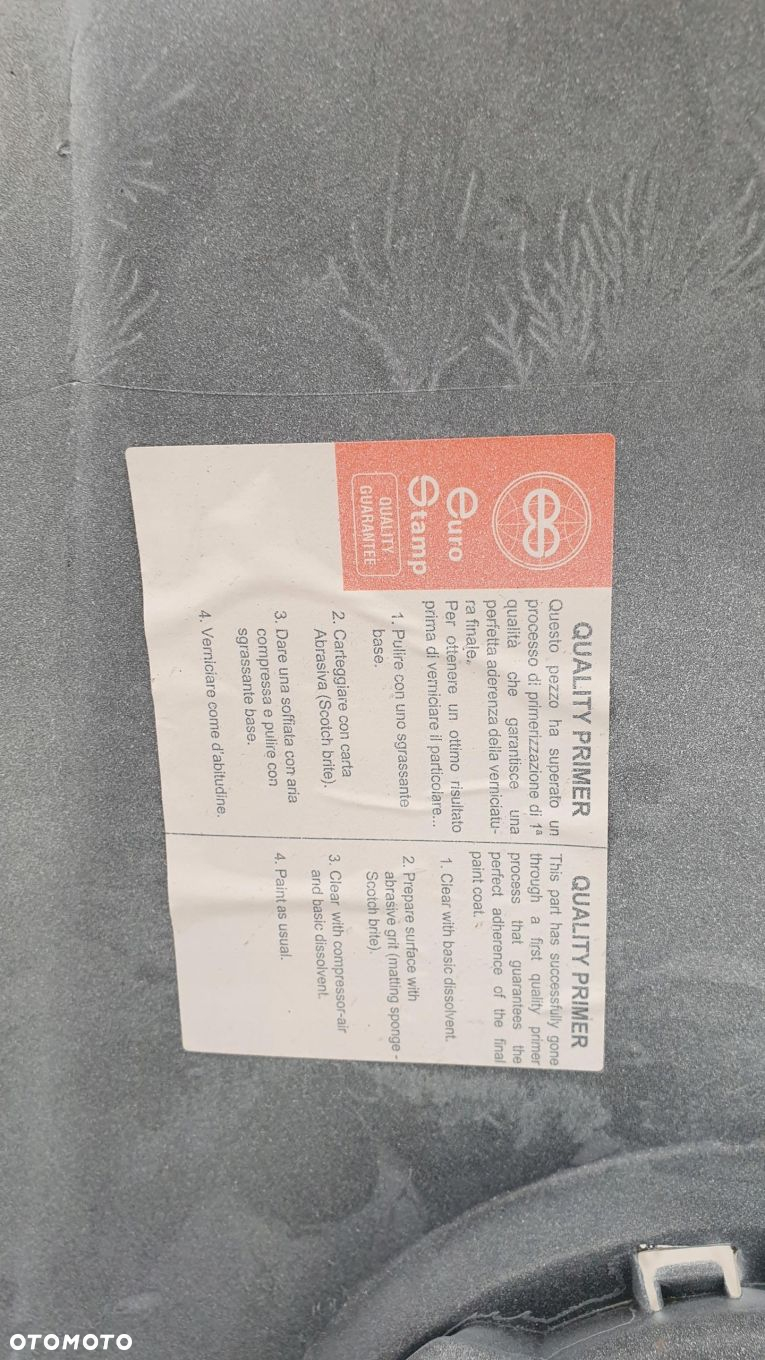 es
euro
Stamp
QUALITY
GUARANTEE
QUALITY PRIMER
Questo pezzo ha superato un
processo di primerizzazione di 1ª
qualità che garantisce una
perfetta aderenza della verniciatu-
ra finale.
Per ottenere un ottimo risultato
prima di verniciare il particolare...
1. Pulire con uno sgrassante
base.
2. Carteggiare con carta
Abrasiva (Scotch brite).
3. Dare una soffiata con aria
compressa e pulire con
sgrassante base.
4. Verniciare come d'abitudine.
QUALITY PRIMER
This part has successfully gone
through a first quality primer
process that guarantees the
perfect adherence of the final
paint coat.
1. Clear with basic dissolvent.
2. Prepare surface with
abrasive grit (matting sponge -
Scotch brite).
3. Clear with compressor-air
and basic dissolvent.
4. Paint as usual.
OTOMOTO